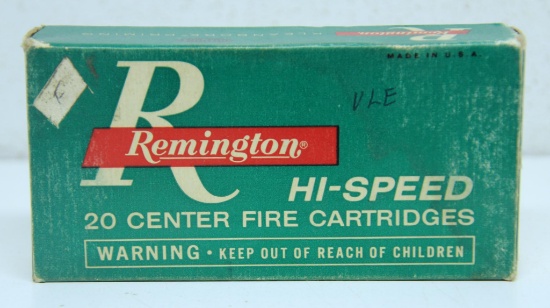 MADE IN U.S.A.
VLE
R
Remington®
HI-SPEED
20 CENTER FIRE CARTRIDGES
WARNING • KEEP OUT OF REACH OF CHILDREN